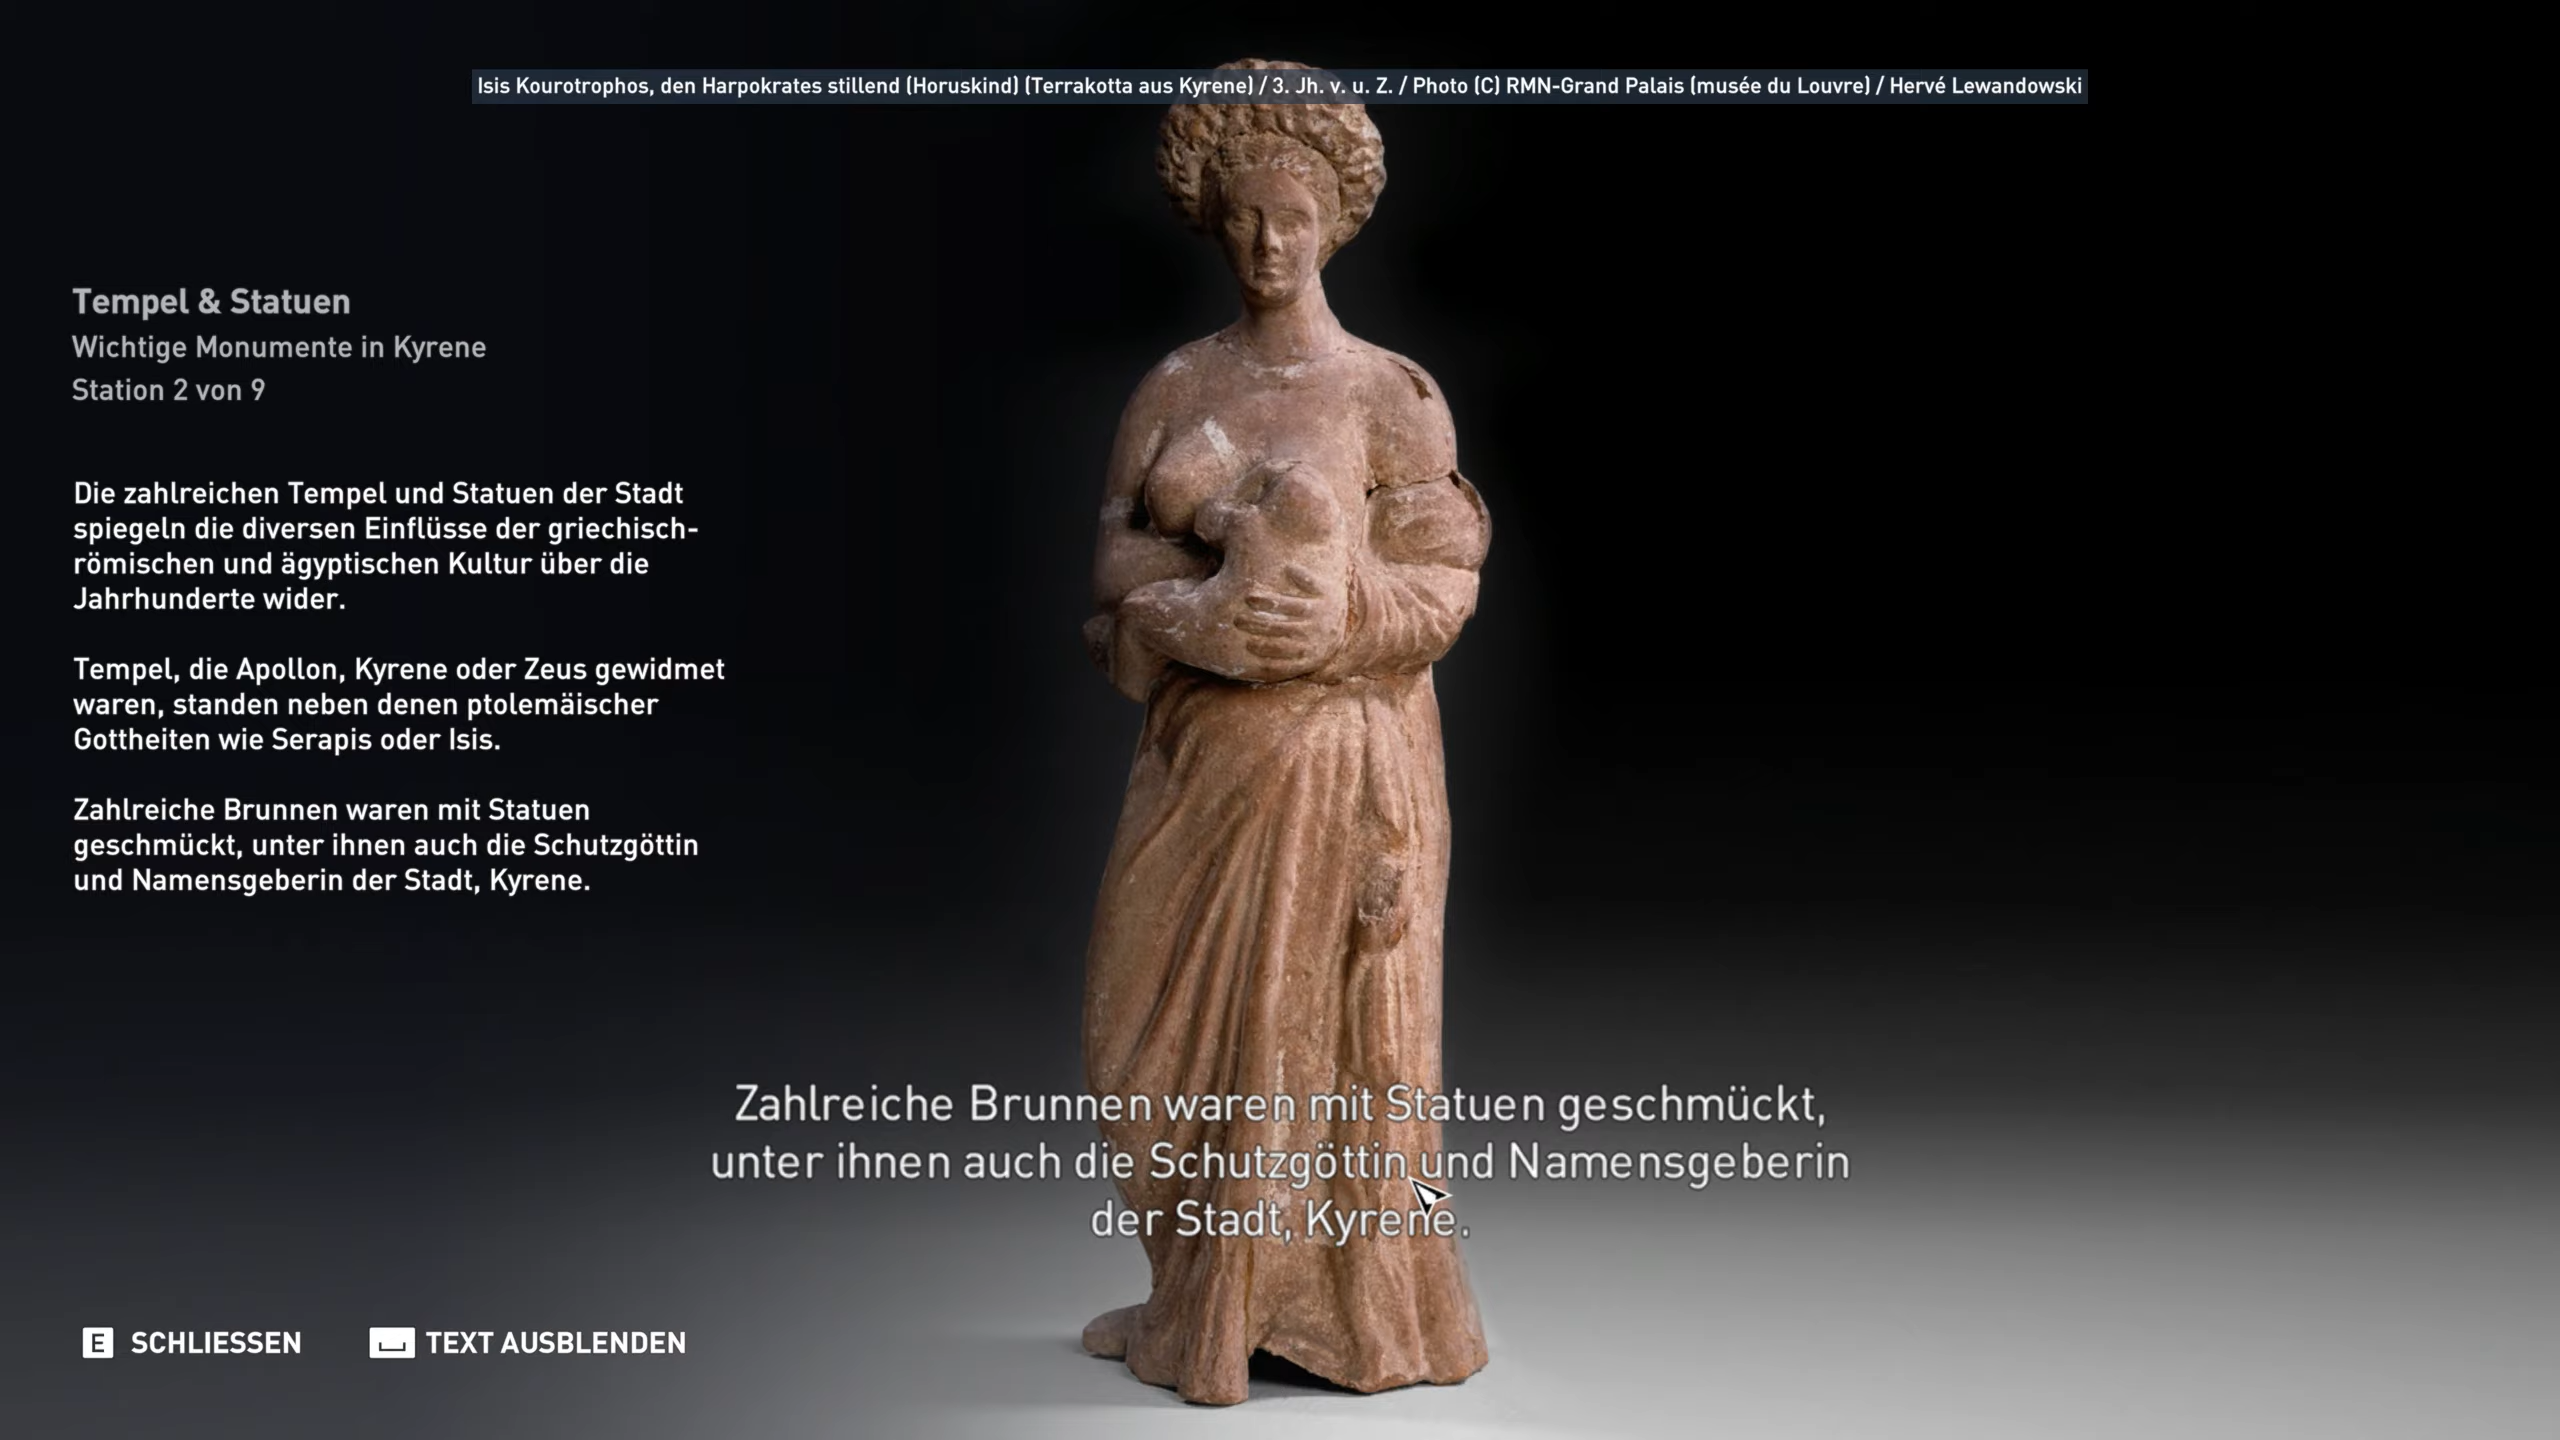 Isis Kourotrophos, den Harpokrates stillend (Horuskind) (Terrakotta aus Kyrene) / 3. Jh. v. u. Z. / Photo (C) RMN-Grand Palais (musée du Louvre) / Hervé Lewandowski
Tempel & Statuen
Wichtige Monumente in Kyrene
Station 2 von 9
Die zahlreichen Tempel und Statuen der Stadt
spiegeln die diversen Einflüsse der griechisch-
römischen und ägyptischen Kultur über die
Jahrhunderte wider.
Tempel, die Apollon, Kyrene oder Zeus gewidmet
waren, standen neben denen ptolemäischer
Gottheiten wie Serapis oder Isis.
Zahlreiche Brunnen waren mit Statuen
geschmückt, unter ihnen auch die Schutzgöttin
und Namensgeberin der Stadt, Kyrene.
Zahlreiche Brunnen waren mit Statuen geschmückt,
unter ihnen auch die Schutzgöttin und Namensgeberin
der Stadt, Kyrene.
E SCHLIESSEN TEXT AUSBLENDEN